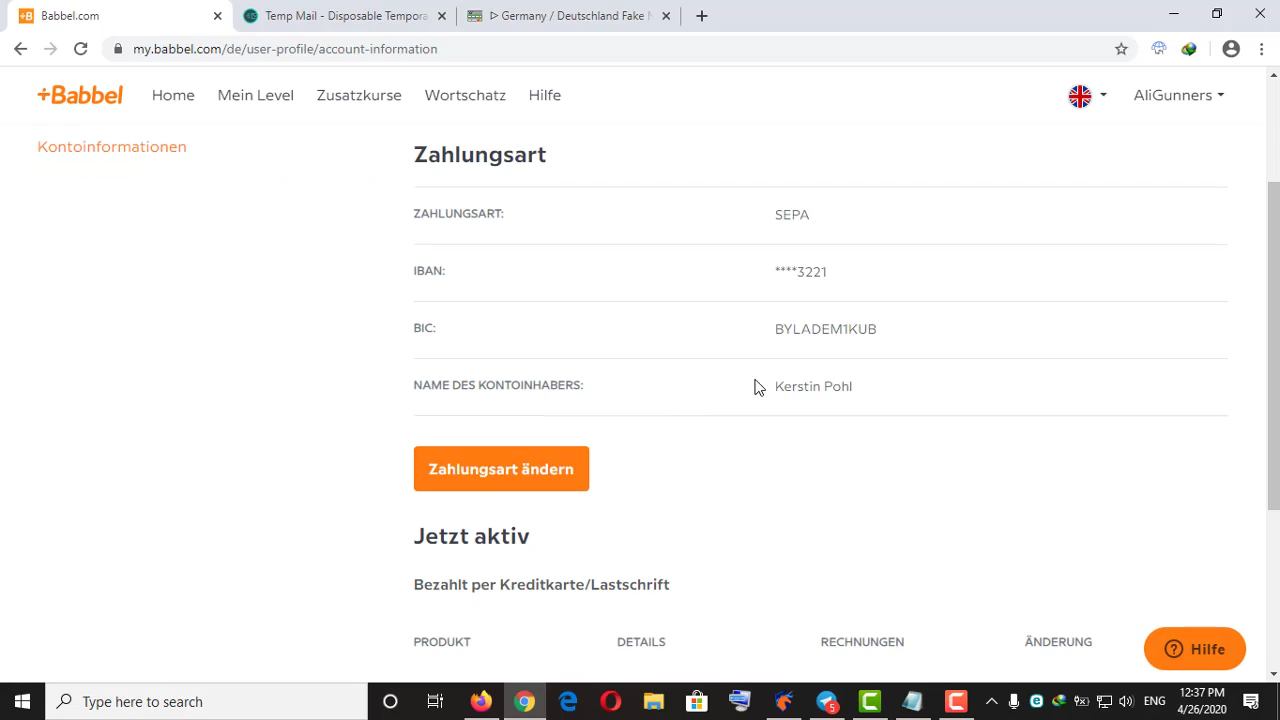 Babbel.com
Temp Mail - Disposable Tempora
ᐅ Germany / Deutschland Fake
my.babbel.com/de/user-profile/account-information
+Babbel
Home
Mein Level
Zusatzkurse
Wortschatz
Hilfe
AliGunners
Kontoinformationen
Zahlungsart
ZAHLUNGSART:
SEPA
IBAN:
****3221
BIC:
BYLADEM1KUB
NAME DES KONTOINHABERS:
Kerstin Pohl
Zahlungsart ändern
Jetzt aktiv
Bezahlt per Kreditkarte/Lastschrift
PRODUKT
DETAILS
RECHNUNGEN
ÄNDERUNG
Hilfe
Type here to search
5
ENG
12:37 PM
4/26/2020